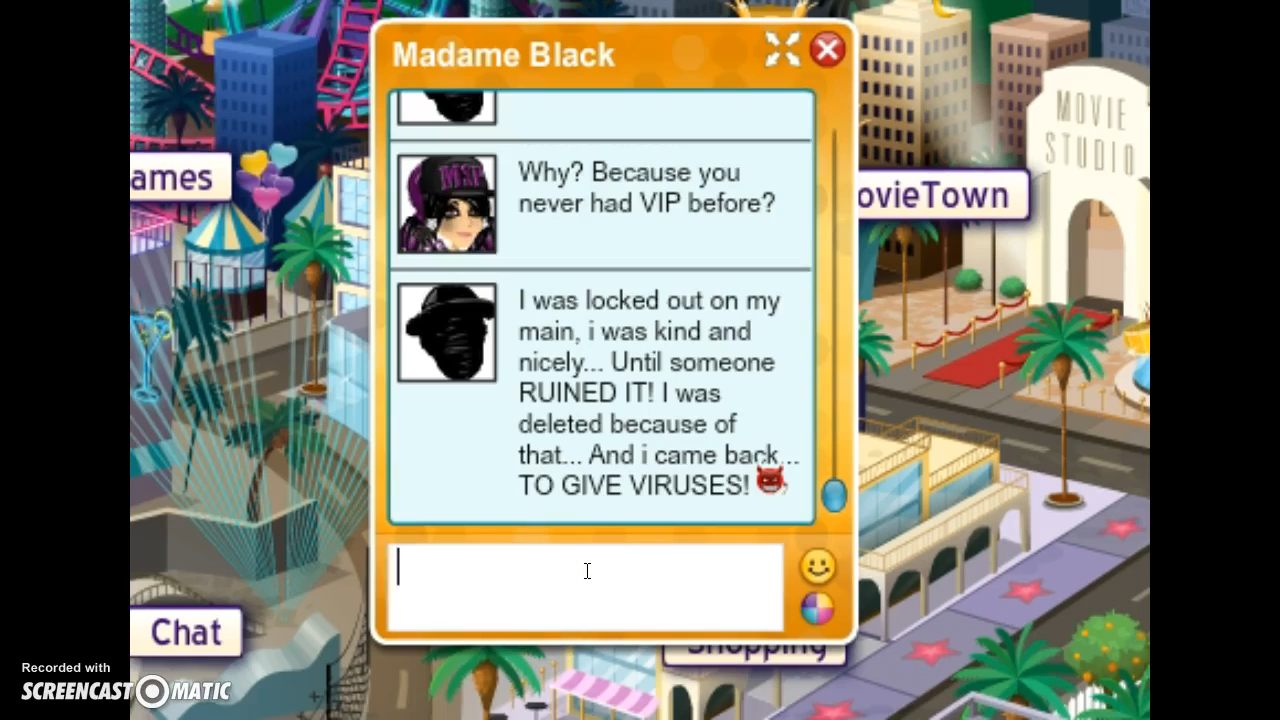 Madame Black
MSP
Why? Because you
never had VIP before?
I was locked out on my
main, i was kind and
nicely... Until someone
RUINED IT! I was
deleted because of
that... And i came back...
TO GIVE VIRUSES!
ames
ovieTown
MOVIE
STUDIO
Chat
Shopping
Recorded with
SCREENCAST MATIC